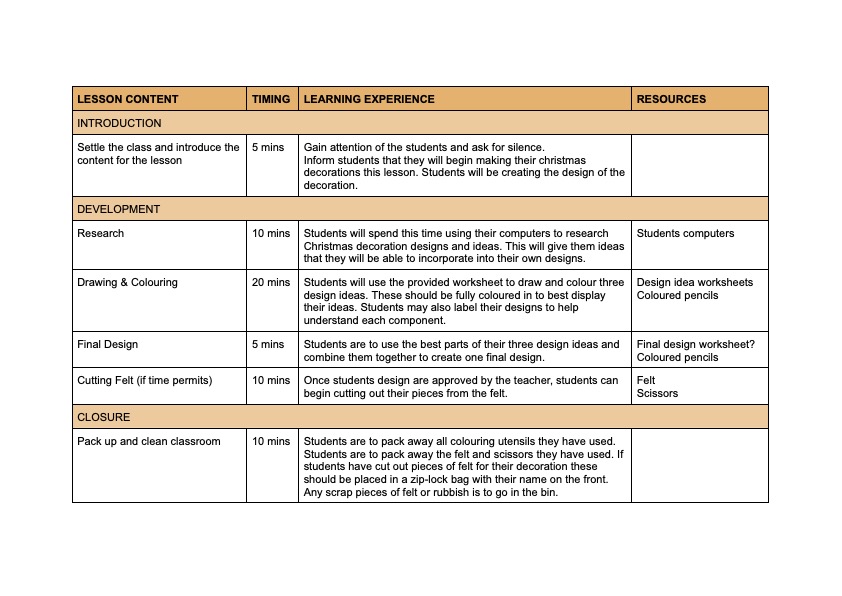 LESSON CONTENT TIMING LEARNING EXPERIENCE RESOURCES
INTRODUCTION
Settle the class and introduce the
content for the lesson
5 mins
Gain attention of the students and ask for silence.
Inform students that they will begin making their christmas
decorations this lesson. Students will be creating the design of the
decoration.
DEVELOPMENT
Research
10 mins
Students will spend this time using their computers to research
Christmas decoration designs and ideas. This will give them ideas
that they will be able to incorporate into their own designs.
Students computers
Drawing & Colouring
20 mins
Students will use the provided worksheet to draw and colour three
design ideas. These should be fully coloured in to best display
their ideas. Students may also label their designs to help
understand each component.
Design idea worksheets
Coloured pencils
Final Design
5 mins
Students are to use the best parts of their three design ideas and
combine them together to create one final design.
Final design worksheet?
Coloured pencils
Cutting Felt (if time permits)
10 mins
Once students design are approved by the teacher, students can
begin cutting out their pieces from the felt.
Felt
Scissors
CLOSURE
Pack up and clean classroom
10 mins
Students are to pack away all colouring utensils they have used.
Students are to pack away the felt and scissors they have used. If
students have cut out pieces of felt for their decoration these
should be placed in a zip-lock bag with their name on the front.
Any scrap pieces of felt or rubbish is to go in the bin.